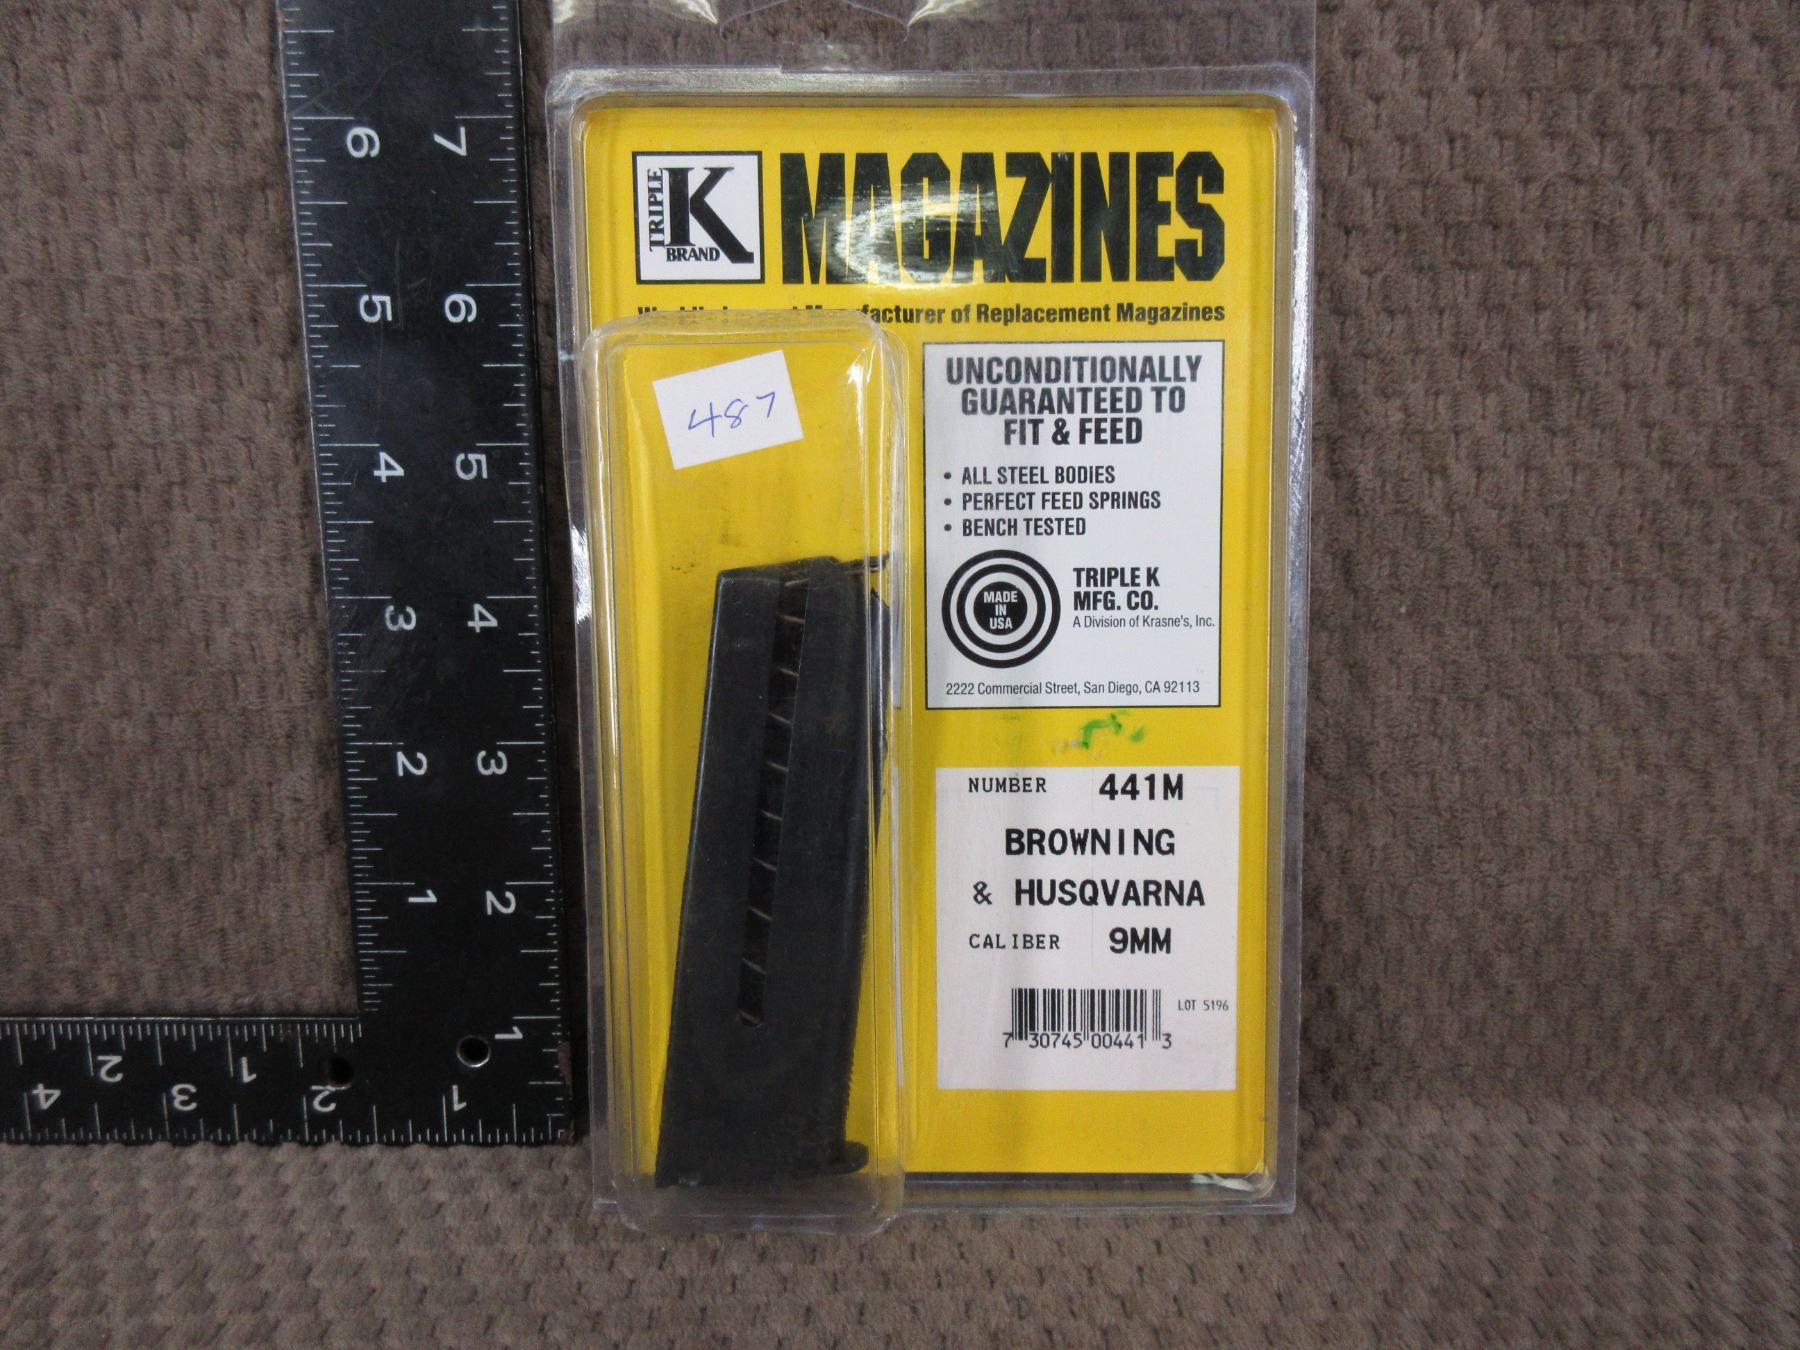 TRIPLE
K
BRAND
MAGAZINES
Manufacturer of Replacement Magazines
487
UNCONDITIONALLY
GUARANTEED TO
FIT & FEED
• ALL STEEL BODIES
• PERFECT FEED SPRINGS
• BENCH TESTED
MADE
IN
USA
TRIPLE K
MFG. CO.
A Division of Krasne's, Inc.
2222 Commercial Street, San Diego, CA 92113
NUMBER 441M
BROWNING
& HUSQVARNA
CALIBER 9MM
LOT 5196
7 30745 00441 3
6 7
5 6
4 5
3 4
2 3
1 2
1
2 1
4 3 2 1